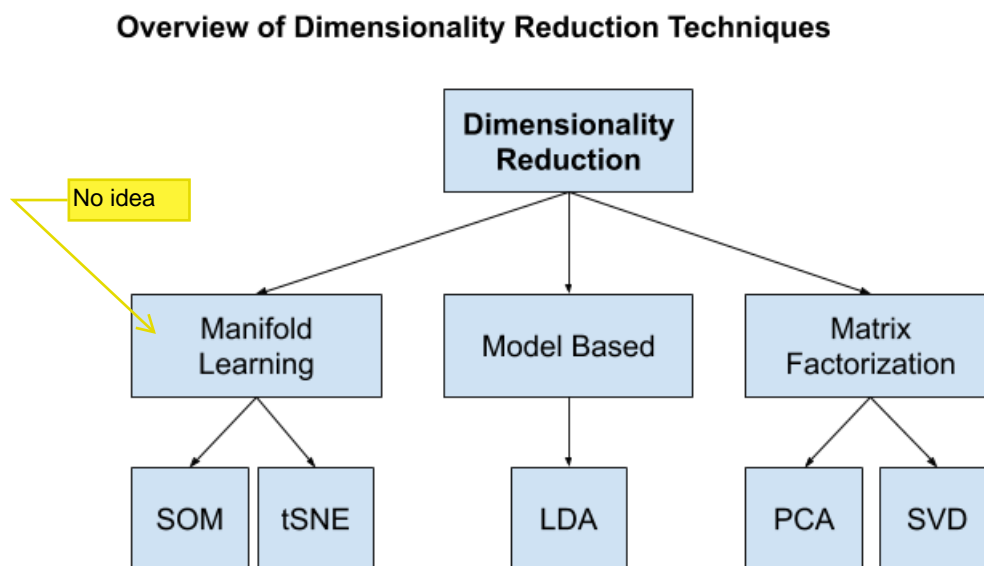 Overview of Dimensionality Reduction Techniques
Dimensionality
Reduction
No idea
Manifold
Learning
Model Based
Matrix
Factorization
SOM
tSNE
LDA
PCA
SVD